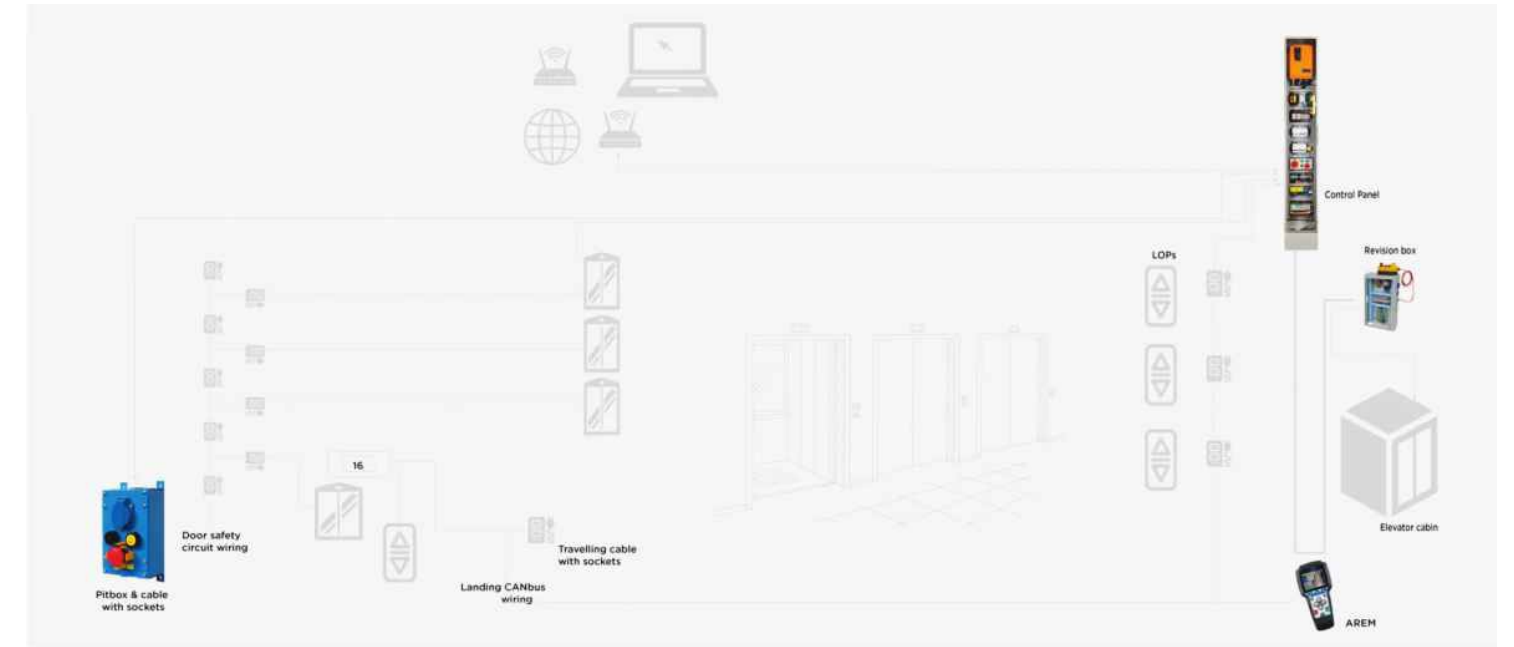 Control Panel
LOPs
Revision box
16
Door safety
circuit wiring
Travelling cable
with sockets
Elevator cabin
Landing CANbus
wiring
Pitbox & cable
with sockets
AREM